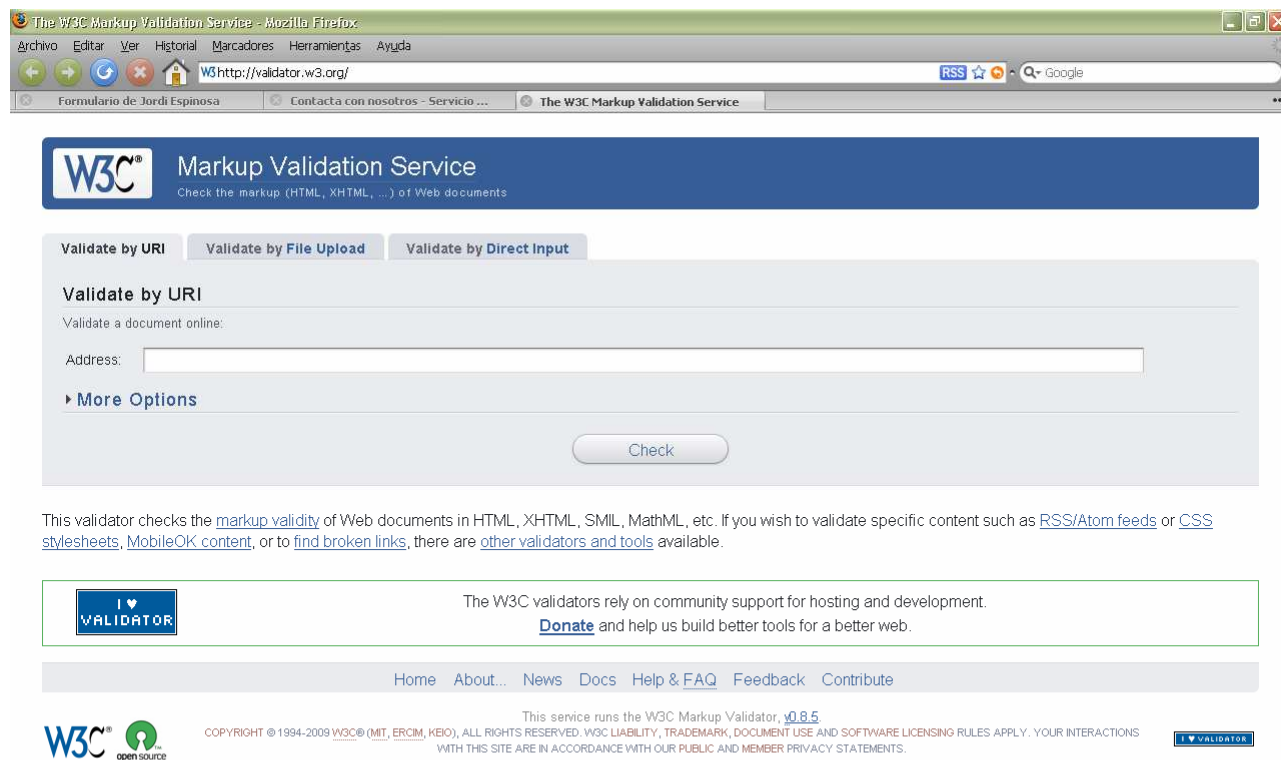 The W3C Markup Validation Service - Mozilla Firefox
Archivo Editar Ver Historial Marcadores Herramientas Ayuda
W3 http://validator.w3.org/ RSS Google
Formulario de Jordi Espinosa Contacta con nosotros - Servicio ... The W3C Markup Validation Service
W3C® Markup Validation Service
Check the markup (HTML, XHTML, ...) of Web documents
Validate by URI Validate by File Upload Validate by Direct Input
Validate by URI
Validate a document online:
Address:
More Options
Check
This validator checks the markup validity of Web documents in HTML, XHTML, SMIL, MathML, etc. If you wish to validate specific content such as RSS/Atom feeds or CSS
stylesheets, MobileOK content, or to find broken links, there are other validators and tools available.
I ♥
VALIDATOR
The W3C validators rely on community support for hosting and development.
Donate and help us build better tools for a better web.
Home About... News Docs Help & FAQ Feedback Contribute
This service runs the W3C Markup Validator, v0.8.5.
COPYRIGHT © 1994-2009 W3C® (MIT, ERCIM, KEIO), ALL RIGHTS RESERVED. W3C LIABILITY, TRADEMARK, DOCUMENT USE AND SOFTWARE LICENSING RULES APPLY. YOUR INTERACTIONS
WITH THIS SITE ARE IN ACCORDANCE WITH OUR PUBLIC AND MEMBER PRIVACY STATEMENTS.
W3C® open source™
I ♥ VALIDATOR